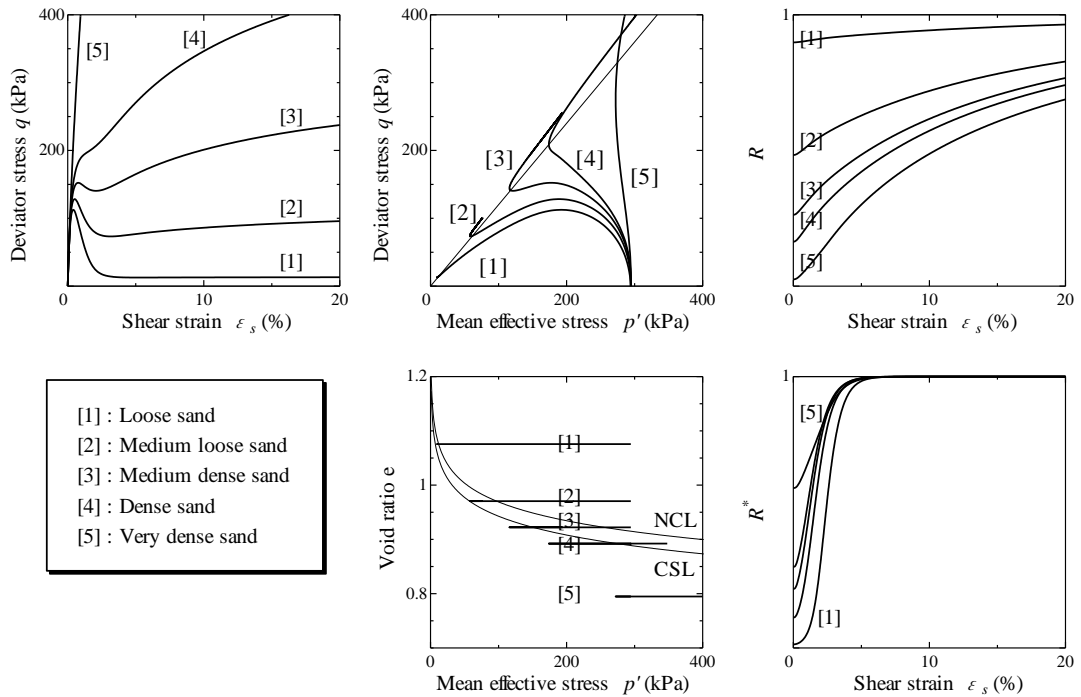 400
200
0
10
20
Deviator stress q (kPa)
Shear strain ε s (%)
[5]
[4]
[3]
[2]
[1]
400
200
0
200
400
Deviator stress q (kPa)
Mean effective stress p' (kPa)
[3]
[4]
[2]
[5]
[1]
1
R
0
10
20
Shear strain ε s (%)
[1]
[2]
[3]
[4]
[5]
[1] : Loose sand
[2] : Medium loose sand
[3] : Medium dense sand
[4] : Dense sand
[5] : Very dense sand
1.2
1
0.8
0
200
400
Void ratio e
Mean effective stress p' (kPa)
[1]
[2]
[3]
[4]
[5]
NCL
CSL
1
R*
0
10
20
Shear strain ε s (%)
[5]
[1]